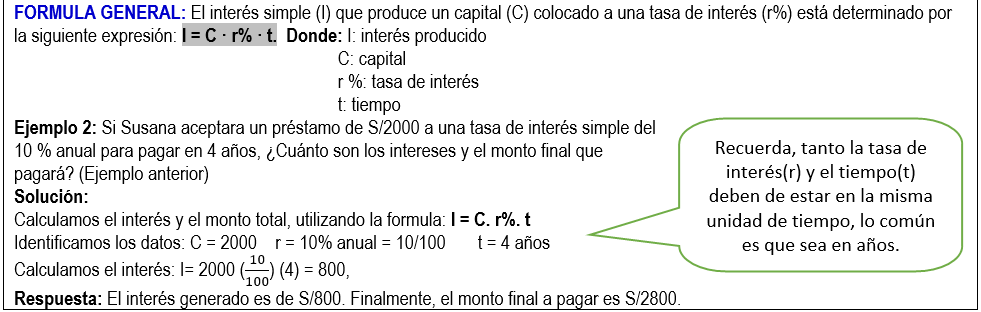 FORMULA GENERAL: El interés simple (I) que produce un capital (C) colocado a una tasa de interés (r%) está determinado por
la siguiente expresión: I = C · r% · t. Donde: I: interés producido
C: capital
r %: tasa de interés
t: tiempo
Ejemplo 2: Si Susana aceptara un préstamo de S/2000 a una tasa de interés simple del
10 % anual para pagar en 4 años, ¿Cuánto son los intereses y el monto final que
pagará? (Ejemplo anterior)
Solución:
Calculamos el interés y el monto total, utilizando la formula: I = C. r%. t
Identificamos los datos: C = 2000 r = 10% anual = 10/100 t = 4 años
Calculamos el interés: I= 2000 (10/100) (4) = 800,
Respuesta: El interés generado es de S/800. Finalmente, el monto final a pagar es S/2800.
Recuerda, tanto la tasa de
interés(r) y el tiempo(t)
deben de estar en la misma
unidad de tiempo, lo común
es que sea en años.